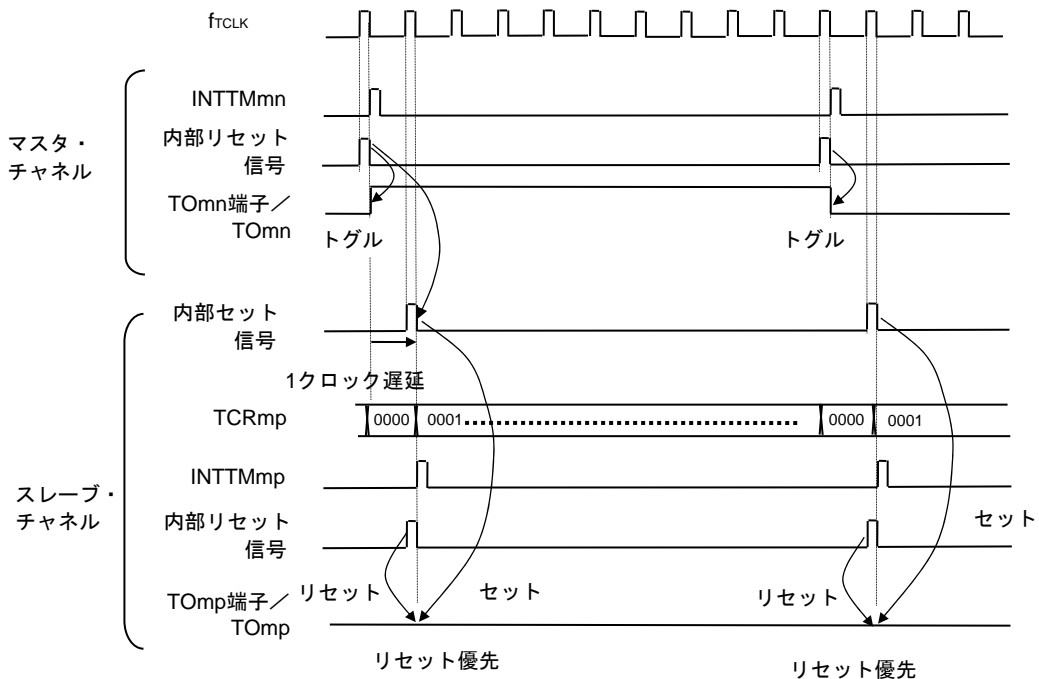 fTCLK
INTTMmn
マスタ・
チャネル
内部リセット
信号
TOmn端子／
TOmn
トグル
トグル
内部セット
信号
1クロック遅延
TCRmp
0000
0001
0000
0001
INTTMmp
スレーブ・
チャネル
内部リセット
信号
セット
リセット
セット
リセット
TOmp端子／
TOmp
リセット優先
リセット優先